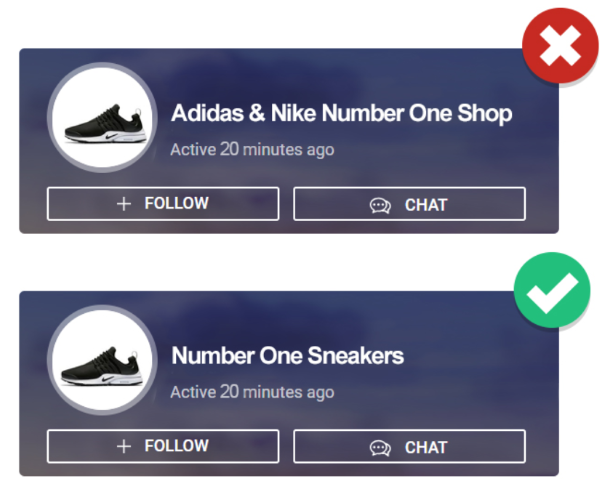 Adidas & Nike Number One Shop
Active 20 minutes ago
+ FOLLOW
CHAT
Number One Sneakers
Active 20 minutes ago
+ FOLLOW
CHAT